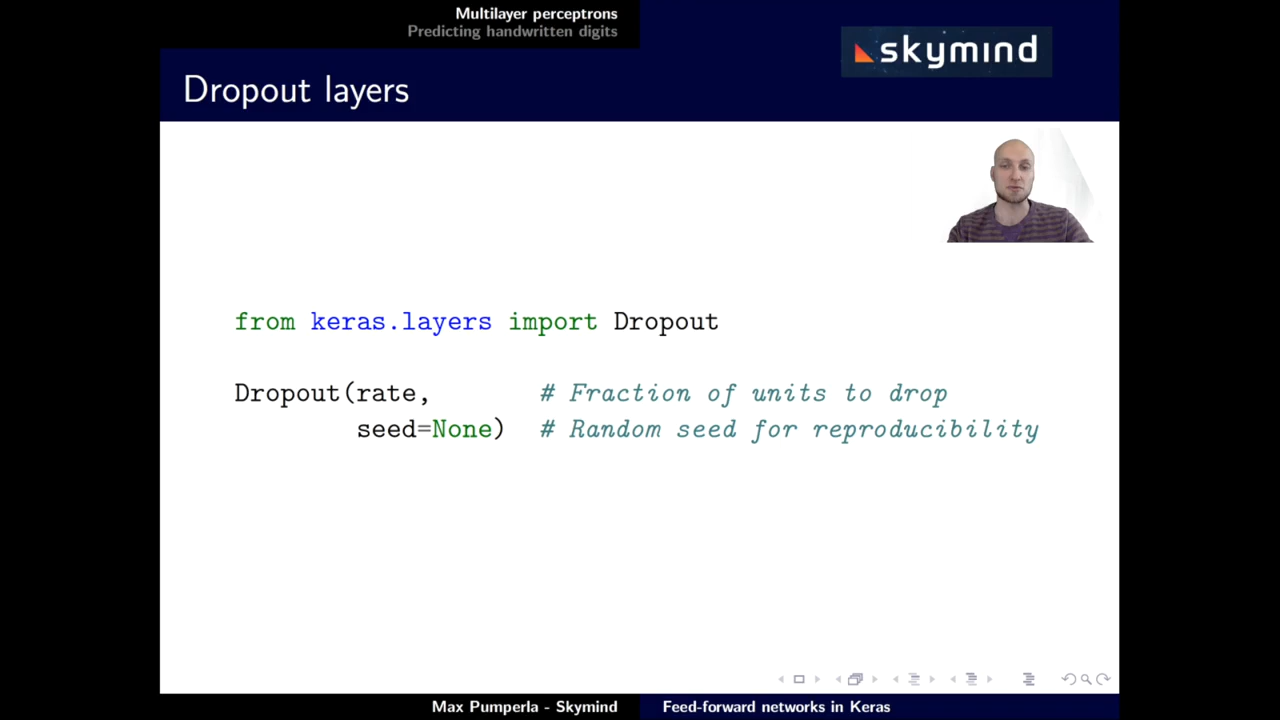 Multilayer perceptrons
Predicting handwritten digits
skymind
Dropout layers
from keras.layers import Dropout
Dropout(rate, # Fraction of units to drop
seed=None) # Random seed for reproducibility
Max Pumperla - Skymind
Feed-forward networks in Keras